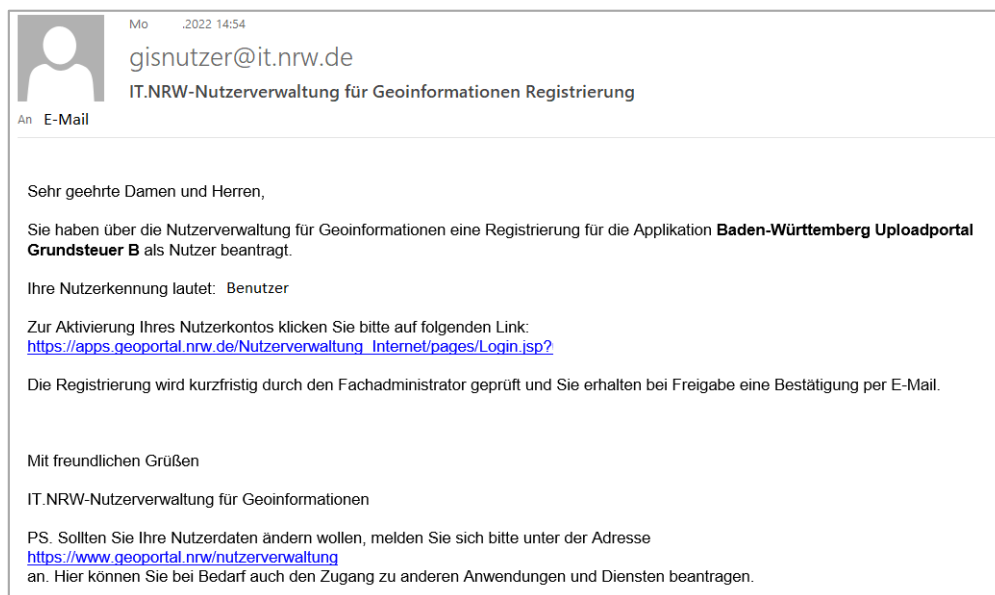 Mo .2022 14:54
gisnutzer@it.nrw.de
IT.NRW-Nutzerverwaltung für Geoinformationen Registrierung
An E-Mail
Sehr geehrte Damen und Herren,
Sie haben über die Nutzerverwaltung für Geoinformationen eine Registrierung für die Applikation Baden-Württemberg Uploadportal
Grundsteuer B als Nutzer beantragt.
Ihre Nutzerkennung lautet: Benutzer
Zur Aktivierung Ihres Nutzerkontos klicken Sie bitte auf folgenden Link:
https://apps.geoportal.nrw.de/Nutzerverwaltung_Internet/pages/Login.jsp?
Die Registrierung wird kurzfristig durch den Fachadministrator geprüft und Sie erhalten bei Freigabe eine Bestätigung per E-Mail.
Mit freundlichen Grüßen
IT.NRW-Nutzerverwaltung für Geoinformationen
PS. Sollten Sie Ihre Nutzerdaten ändern wollen, melden Sie sich bitte unter der Adresse
https://www.geoportal.nrw/nutzerverwaltung
an. Hier können Sie bei Bedarf auch den Zugang zu anderen Anwendungen und Diensten beantragen.